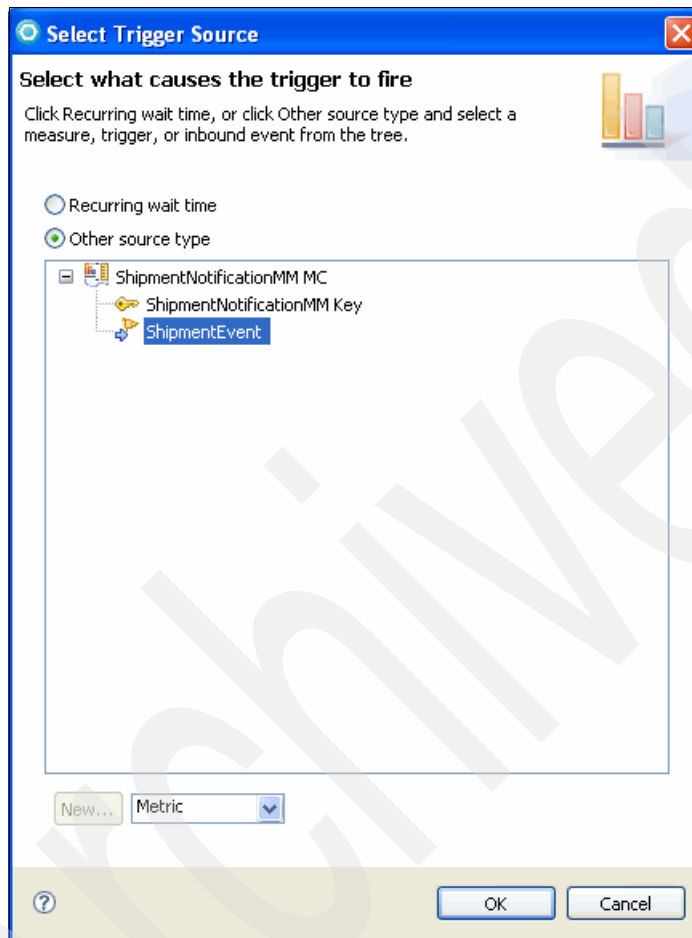 Select Trigger Source
Select what causes the trigger to fire
Click Recurring wait time, or click Other source type and select a
measure, trigger, or inbound event from the tree.
Recurring wait time
Other source type
ShipmentNotificationMM MC
ShipmentNotificationMM Key
ShipmentEvent
New... Metric
OK Cancel